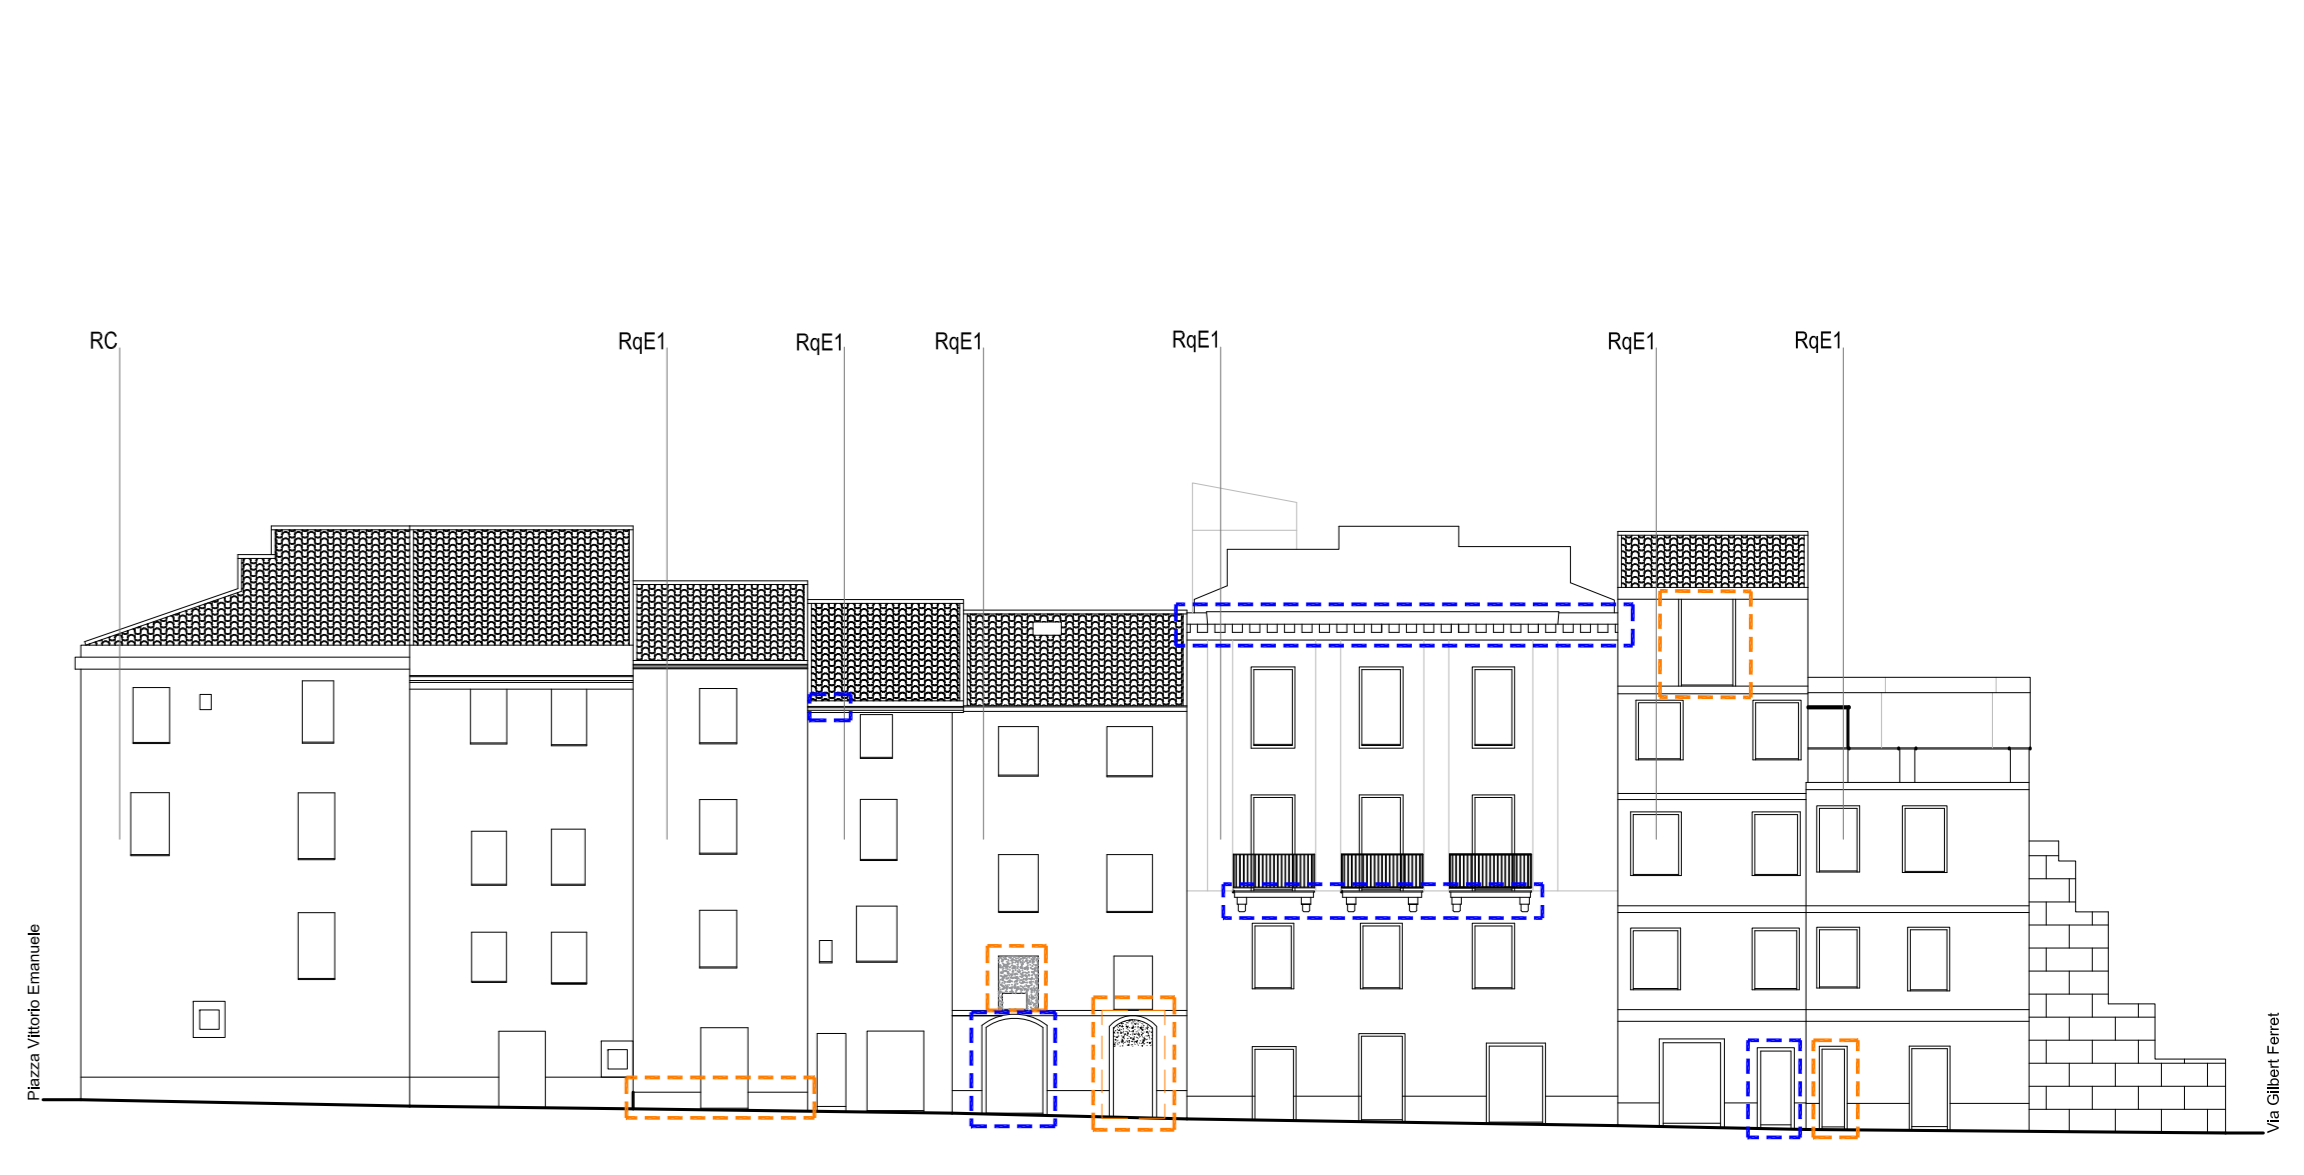 RC
RqE1
RqE1
RqE1
RqE1
RqE1
RqE1
Piazza Vittorio Emanuele
Via Gilbert Ferret